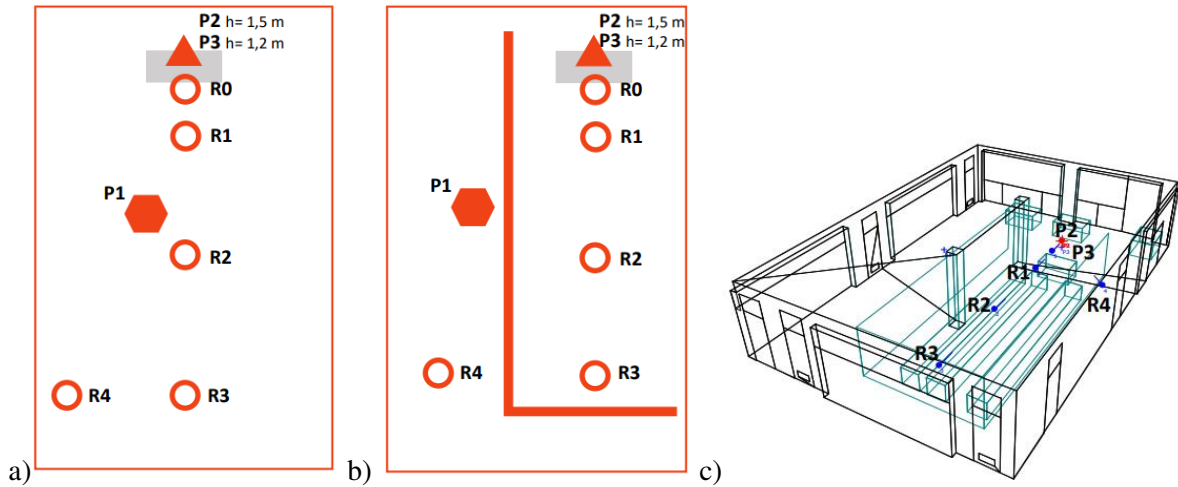 P2 h= 1,5 m
P3 h= 1,2 m
R0
R1
P1
R2
R4
R3
a)
P2 h= 1,5 m
P3 h= 1,2 m
R0
R1
P1
R2
R4
R3
b)
P2
P3
R1
R4
R2
R3
c)